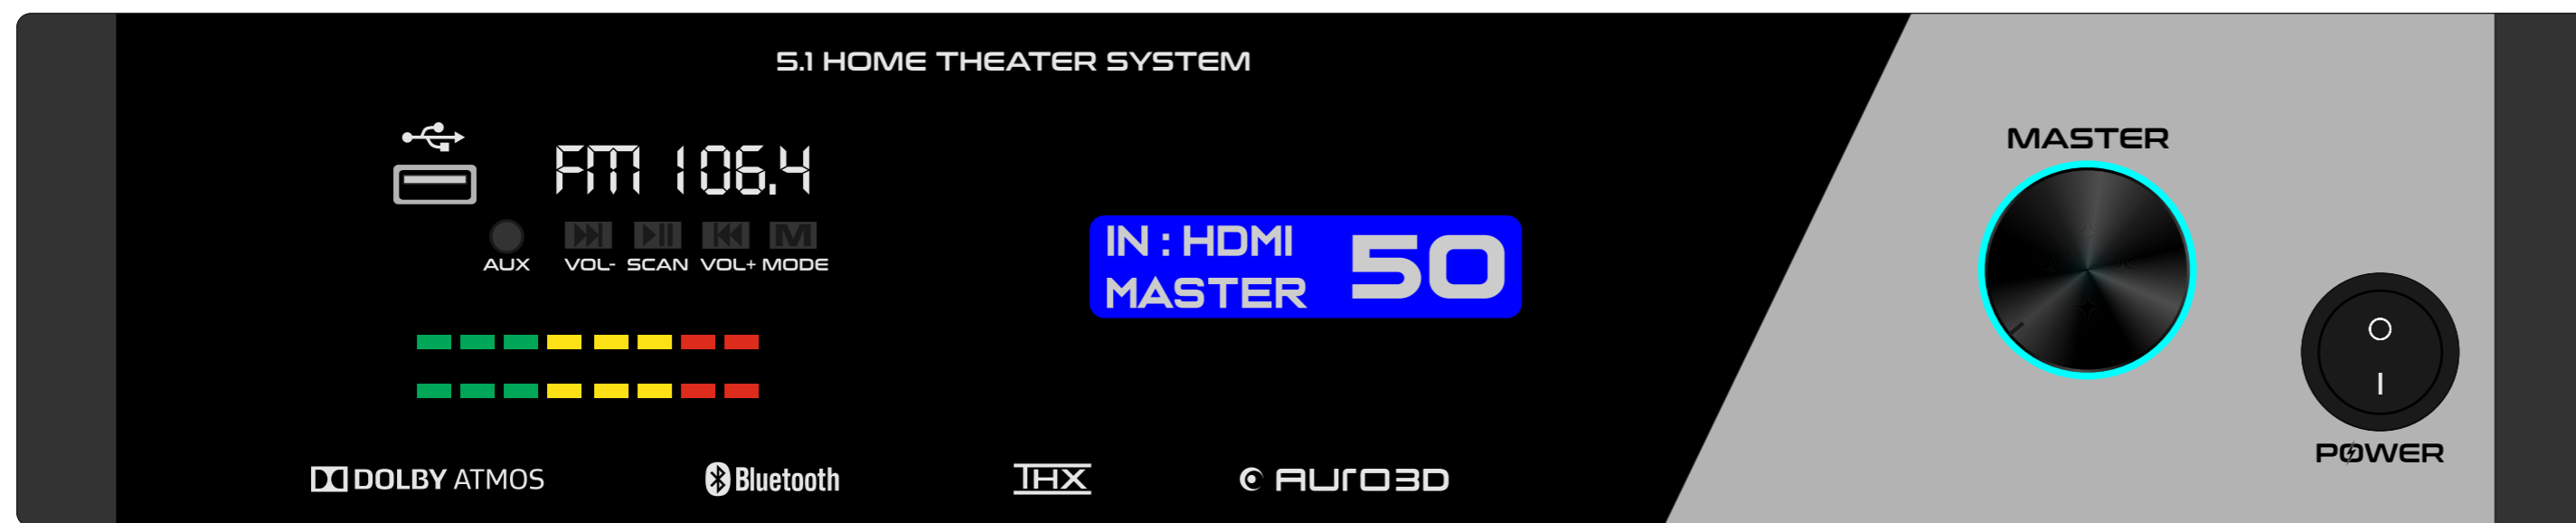 5.1 HOME THEATER SYSTEM
FM 106.4
AUX VOL- SCAN VOL+ MODE
M
IN : HDMI
MASTER
50
MASTER
POWER
DOLBY ATMOS
Bluetooth
THX
AURO3D